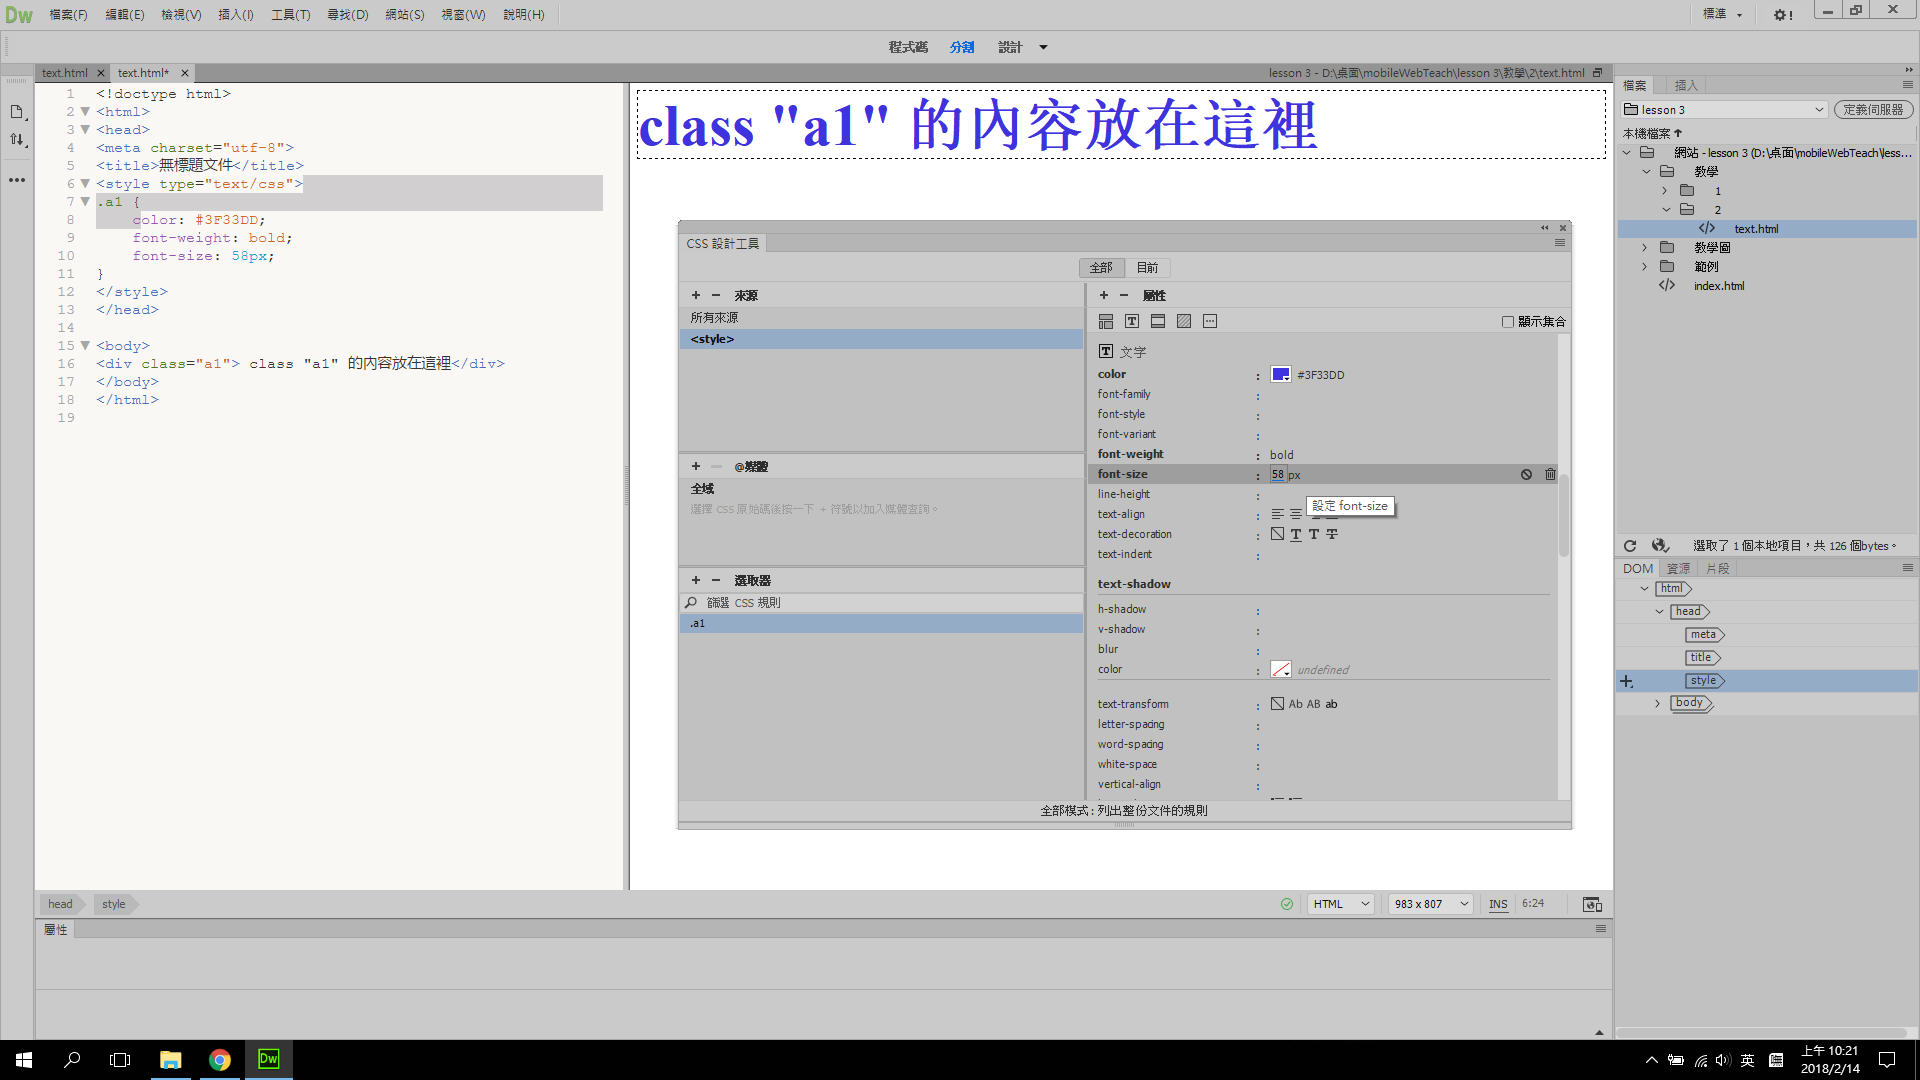 Dw 檔案(F) 編輯(E) 檢視(V) 插入(I) 工具(T) 尋找(D) 網站(S) 視窗(W) 說明(H) 標準
程式碼 分割 設計
text.html text.html* lesson 3 - D:\桌面\mobileWebTeach\lesson 3\教學\2\text.html
1 <!doctype html>
2 <html>
3 <head>
4 <meta charset="utf-8">
5 <title>無標題文件</title>
6 <style type="text/css">
7 .a1 {
8 color: #3F33DD;
9 font-weight: bold;
10 font-size: 58px;
11 }
12 </style>
13 </head>
14
15 <body>
16 <div class="a1"> class "a1" 的內容放在這裡</div>
17 </body>
18 </html>
19
class "a1" 的內容放在這裡
CSS 設計工具
全部 目前
+ − 來源
所有來源
<style>
+ − @媒體
全域
選擇 CSS 原始碼後按一下 + 符號以加入媒體查詢。
+ − 選取器
篩選 CSS 規則
.a1
+ − 屬性
顯示集合
T 文字
color : #3F33DD
font-family :
font-style :
font-variant :
font-weight : bold
font-size : 58 px
line-height :
設定 font-size
text-align :
text-decoration : T T T
text-indent :
text-shadow
h-shadow :
v-shadow :
blur :
color : undefined
text-transform : Ab AB ab
letter-spacing :
word-spacing :
white-space :
vertical-align :
全部模式 : 列出整份文件的規則
檔案 插入
lesson 3 定義伺服器
本機檔案
網站 - lesson 3 (D:\桌面\mobileWebTeach\less...
教學
1
2
text.html
教學圖
範例
index.html
選取了 1 個本地項目，共 126 個bytes。
DOM 資源 片段
html
head
meta
title
style
body
head style HTML 983 x 807 INS 6:24
屬性
Dw 英 上午 10:21
2018/2/14